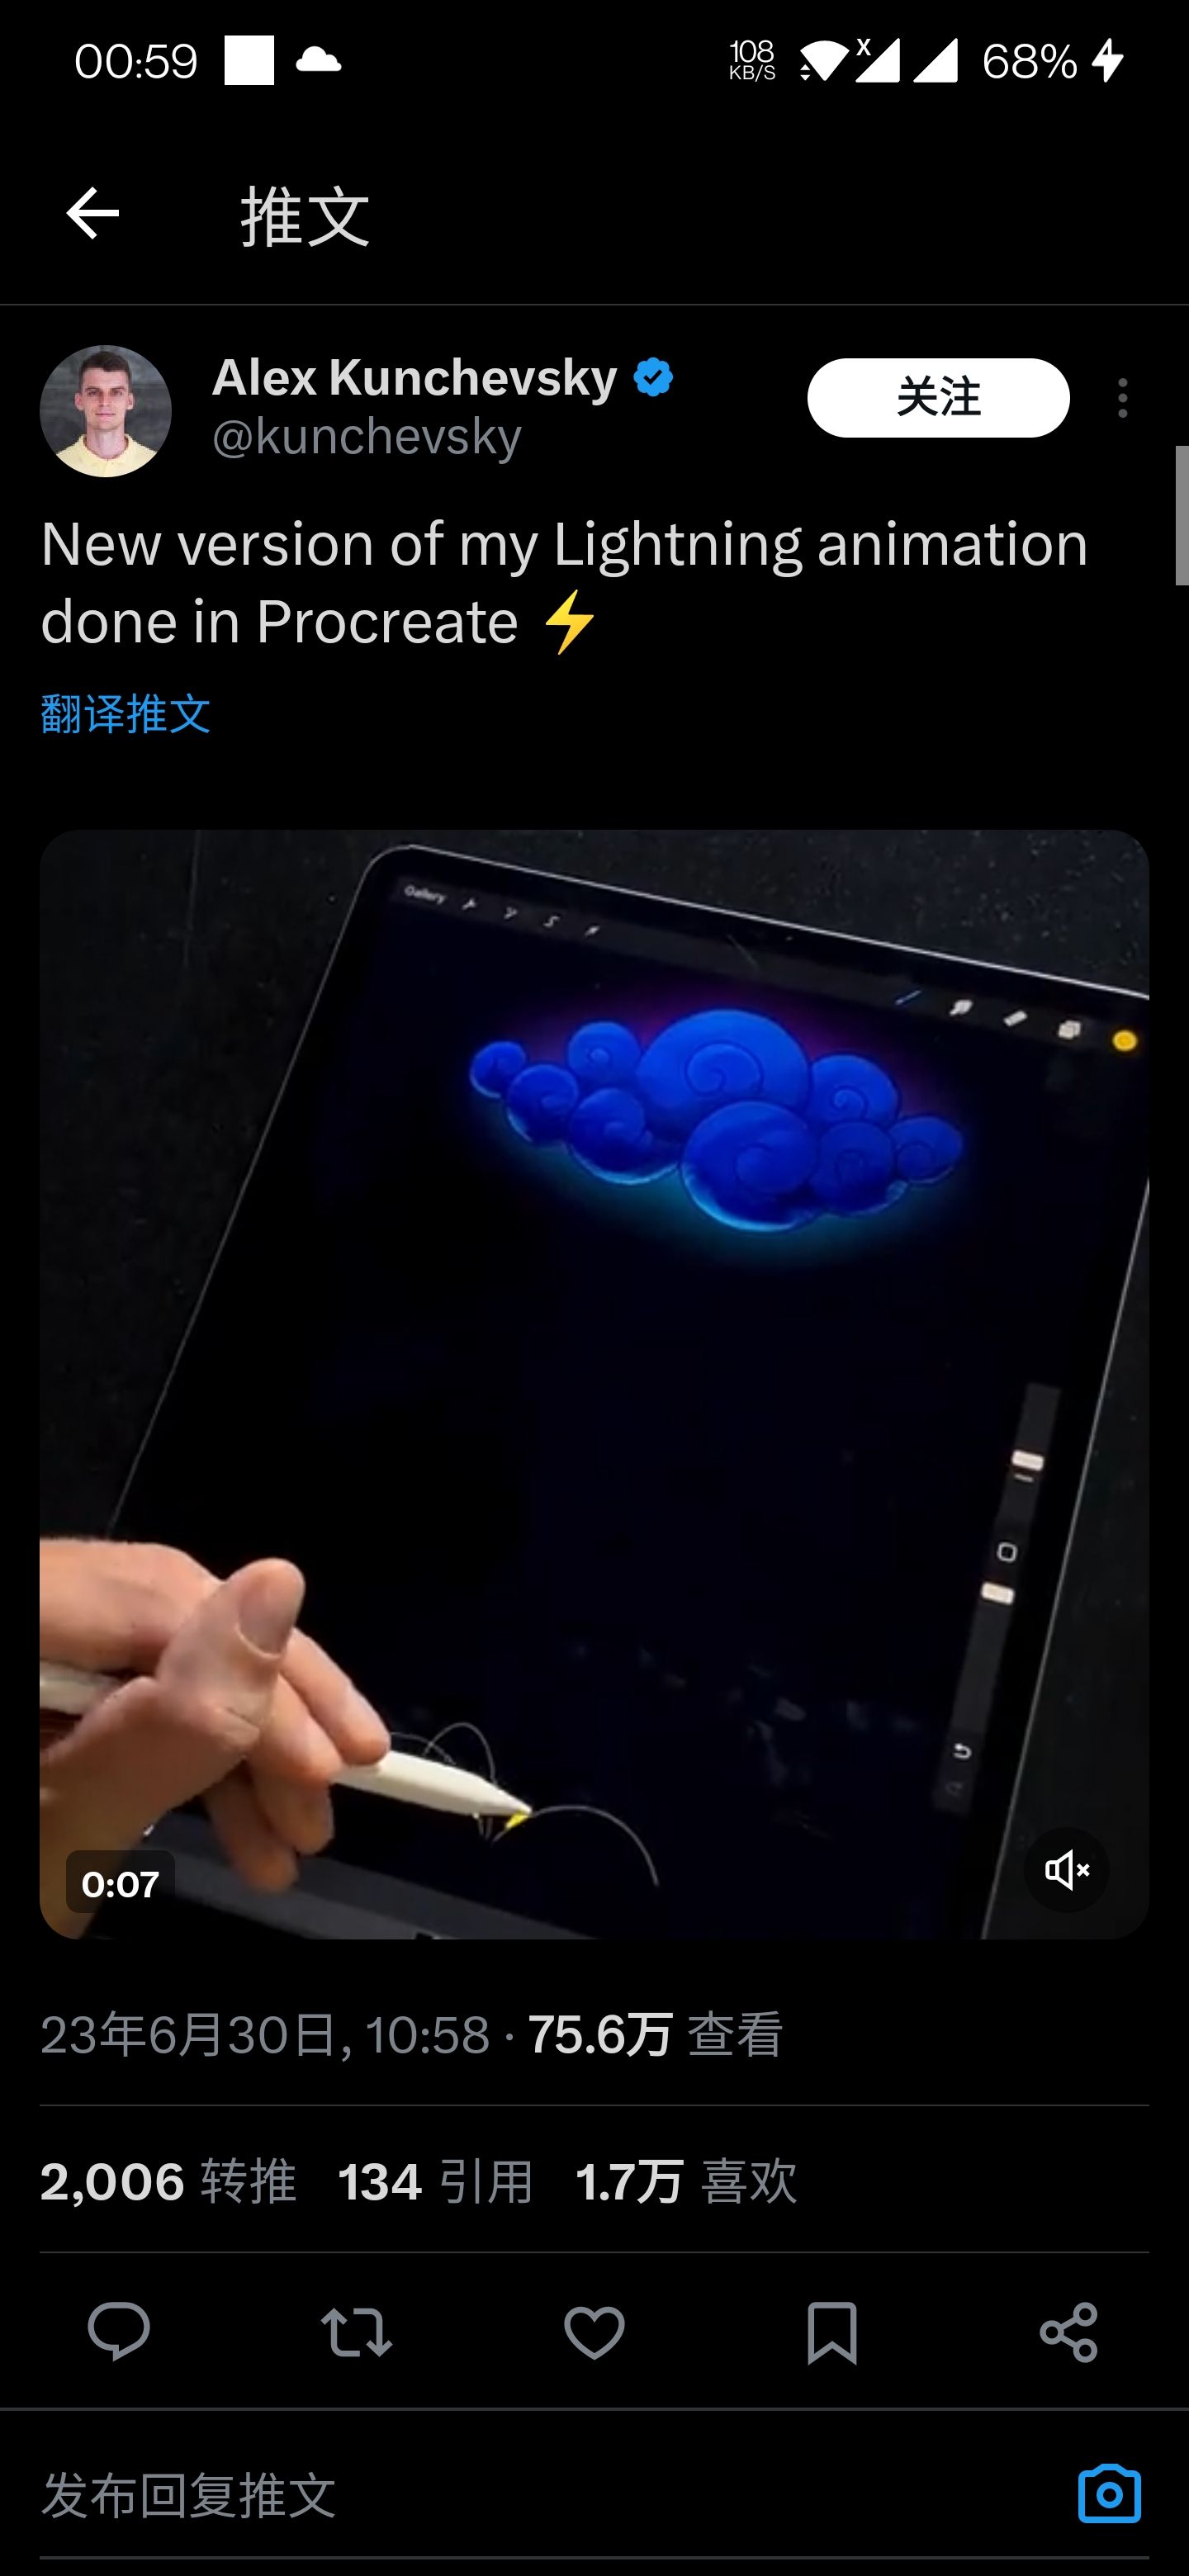 00:59
108
KB/S
68%
推文
Alex Kunchevsky
@kunchevsky
关注
New version of my Lightning animation
done in Procreate ⚡
翻译推文
Gallery
0:07
23年6月30日, 10:58 · 75.6万 查看
2,006 转推 134 引用 1.7万 喜欢
发布回复推文